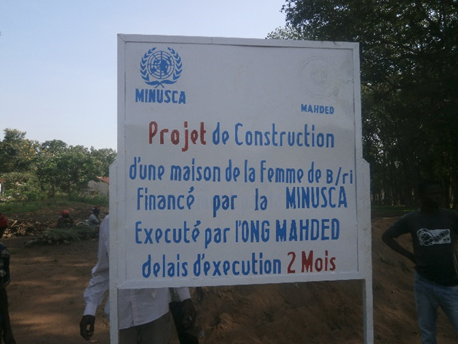 MINUSCA
MAHDED
Projet de Construction
d'une maison de la Femme de B/ri
Financé par la MINUSCA
Executé par l'ONG MAHDED
delais d'execution 2 Mois